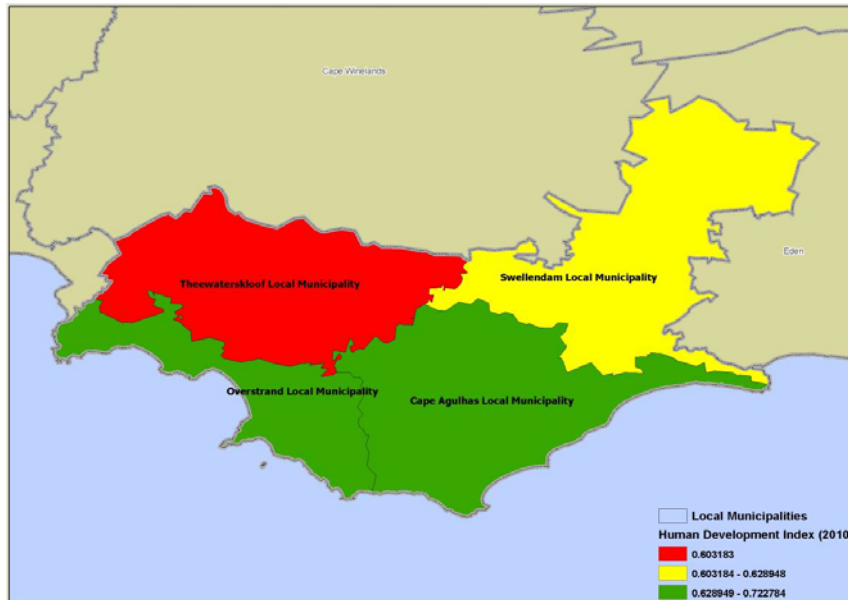 Cape Winelands
Eden
Theewaterskloof Local Municipality
Swellendam Local Municipality
Overstrand Local Municipality
Cape Agulhas Local Municipality
Local Municipalities
Human Development Index (2010
0.603183
0.603184 - 0.628948
0.628949 - 0.722784